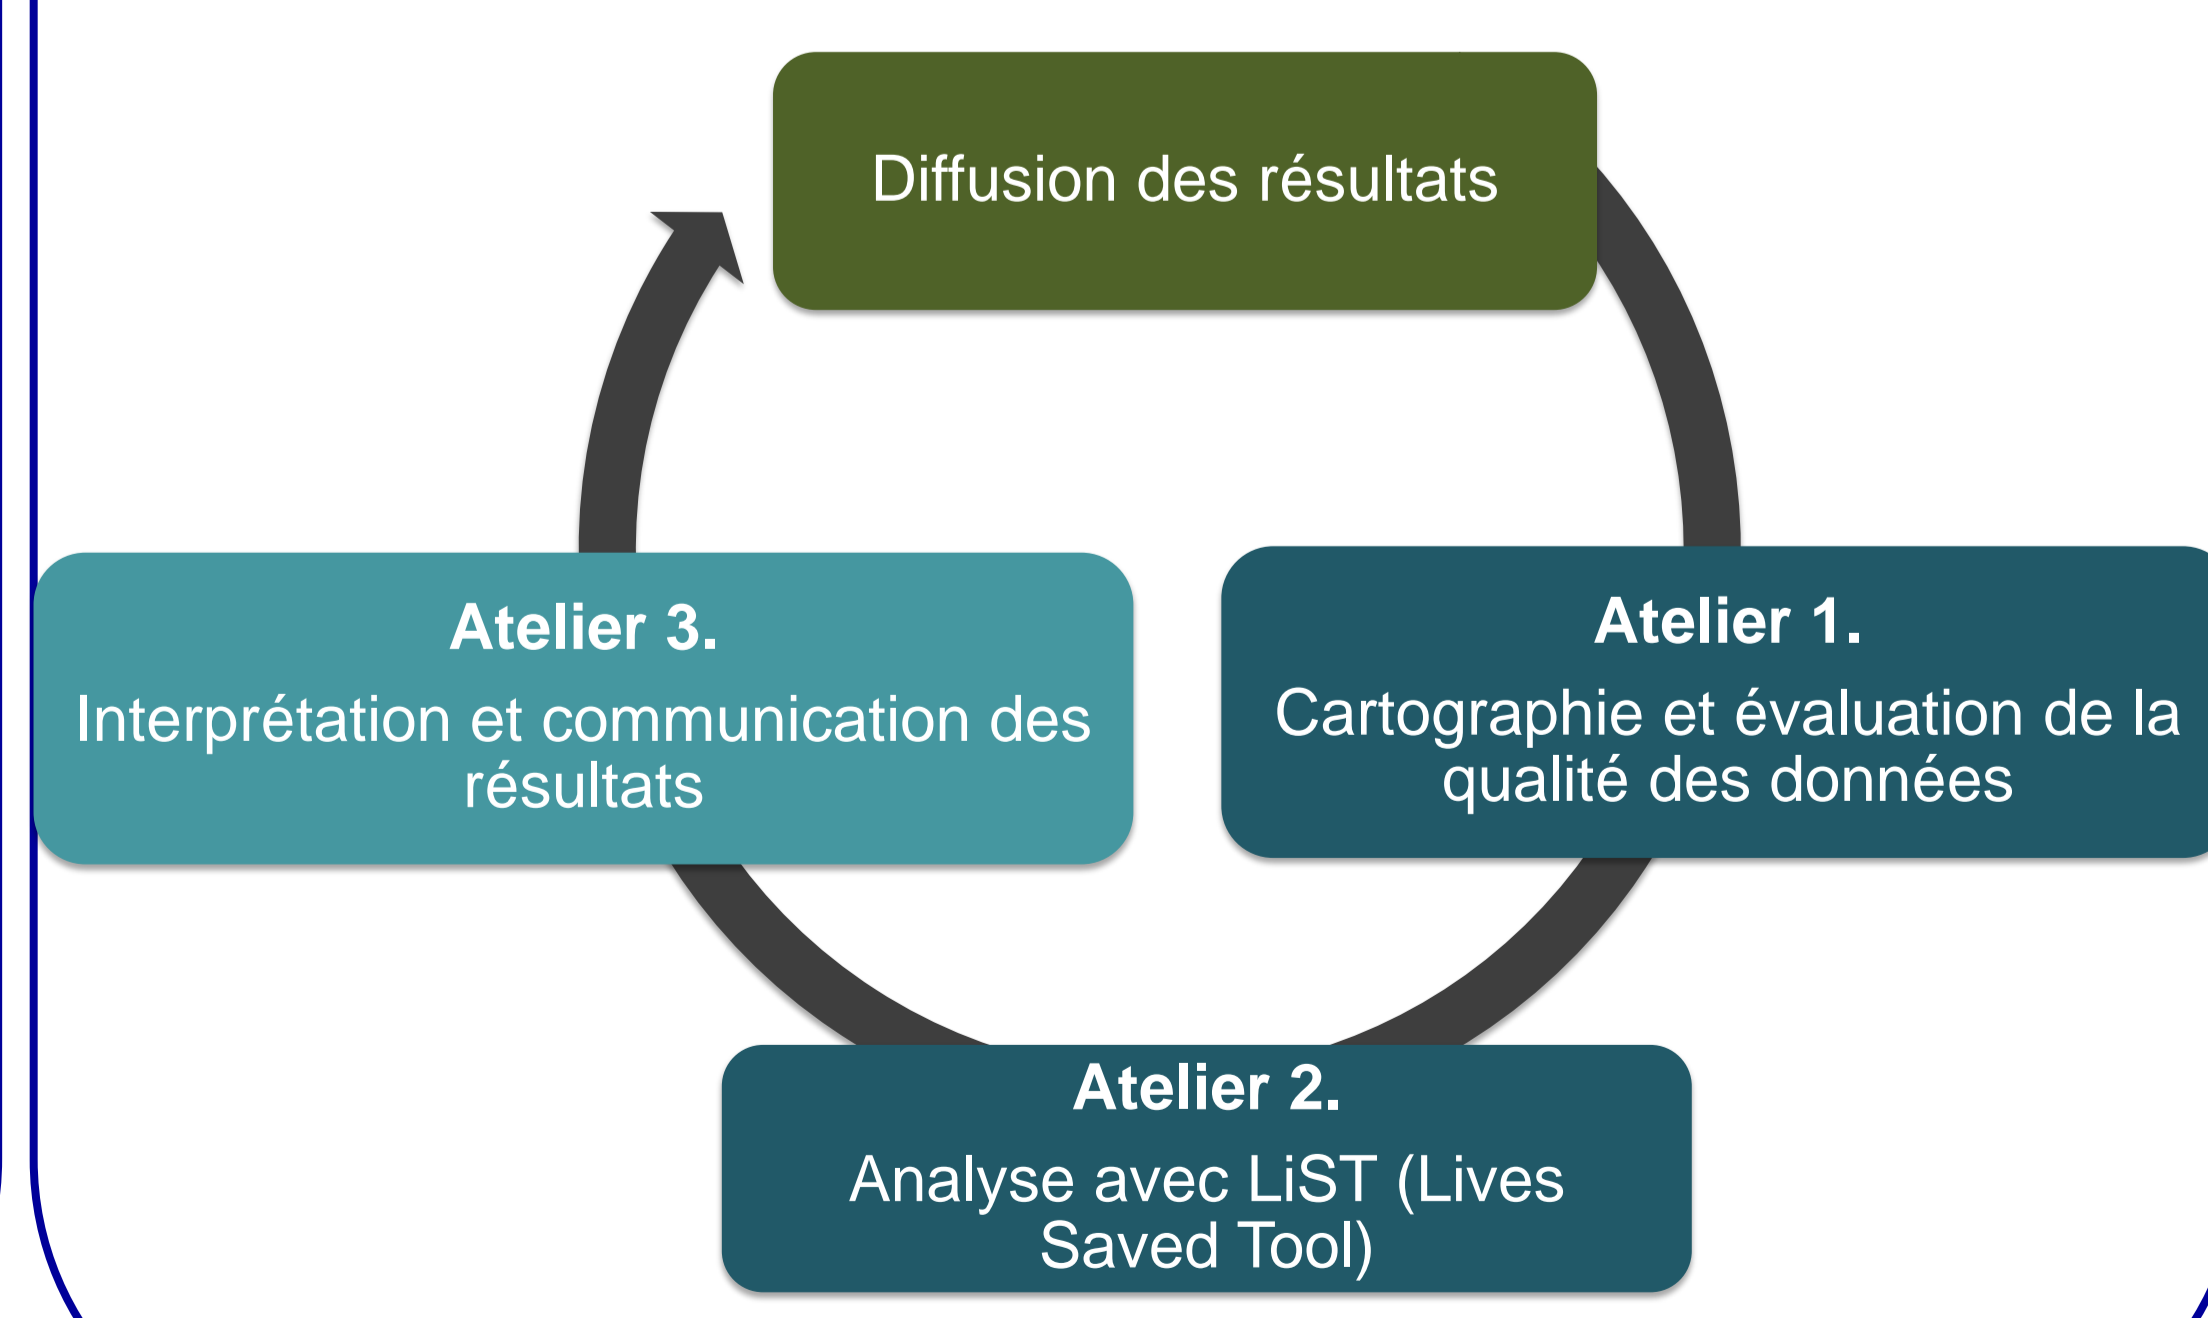 Diffusion des résultats
Atelier 3.
Interprétation et communication des
résultats
Atelier 1.
Cartographie et évaluation de la
qualité des données
Atelier 2.
Analyse avec LiST (Lives
Saved Tool)